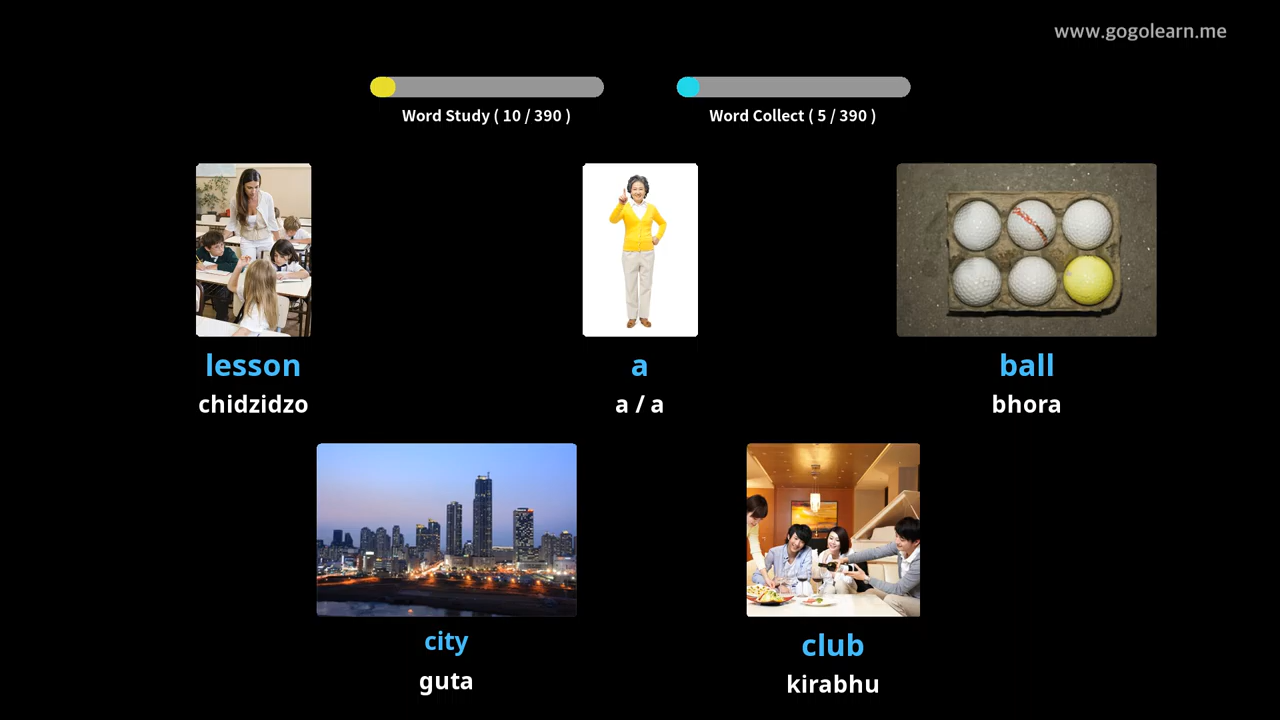 www.gogolearn.me
Word Study ( 10 / 390 )
Word Collect ( 5 / 390 )
lesson
chidzidzo
a
a / a
ball
bhora
city
guta
club
kirabhu